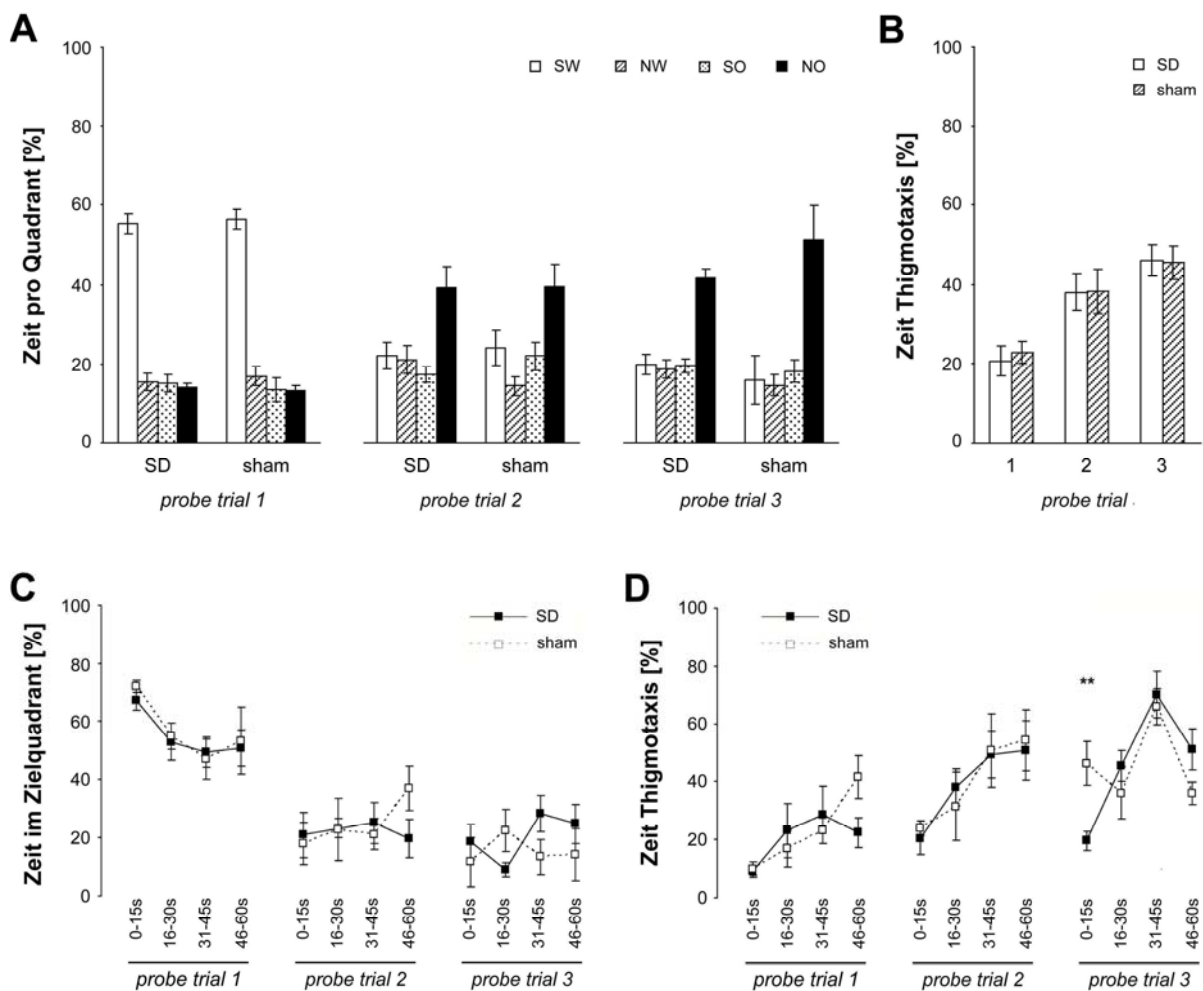 A
Zeit pro Quadrant [%]
100
80
60
40
20
0
SW NW SO NO
SD sham SD sham SD sham
probe trial 1 probe trial 2 probe trial 3
B
Zeit Thigmotaxis [%]
100
80
60
40
20
0
SD
sham
1 2 3
probe trial
C
Zeit im Zielquadrant [%]
100
80
60
40
20
0
SD
sham
0-15s 16-30s 31-45s 46-60s 0-15s 16-30s 31-45s 46-60s 0-15s 16-30s 31-45s 46-60s
probe trial 1 probe trial 2 probe trial 3
D
Zeit Thigmotaxis [%]
100
80
60
40
20
0
SD
sham
**
0-15s 16-30s 31-45s 46-60s 0-15s 16-30s 31-45s 46-60s 0-15s 16-30s 31-45s 46-60s
probe trial 1 probe trial 2 probe trial 3